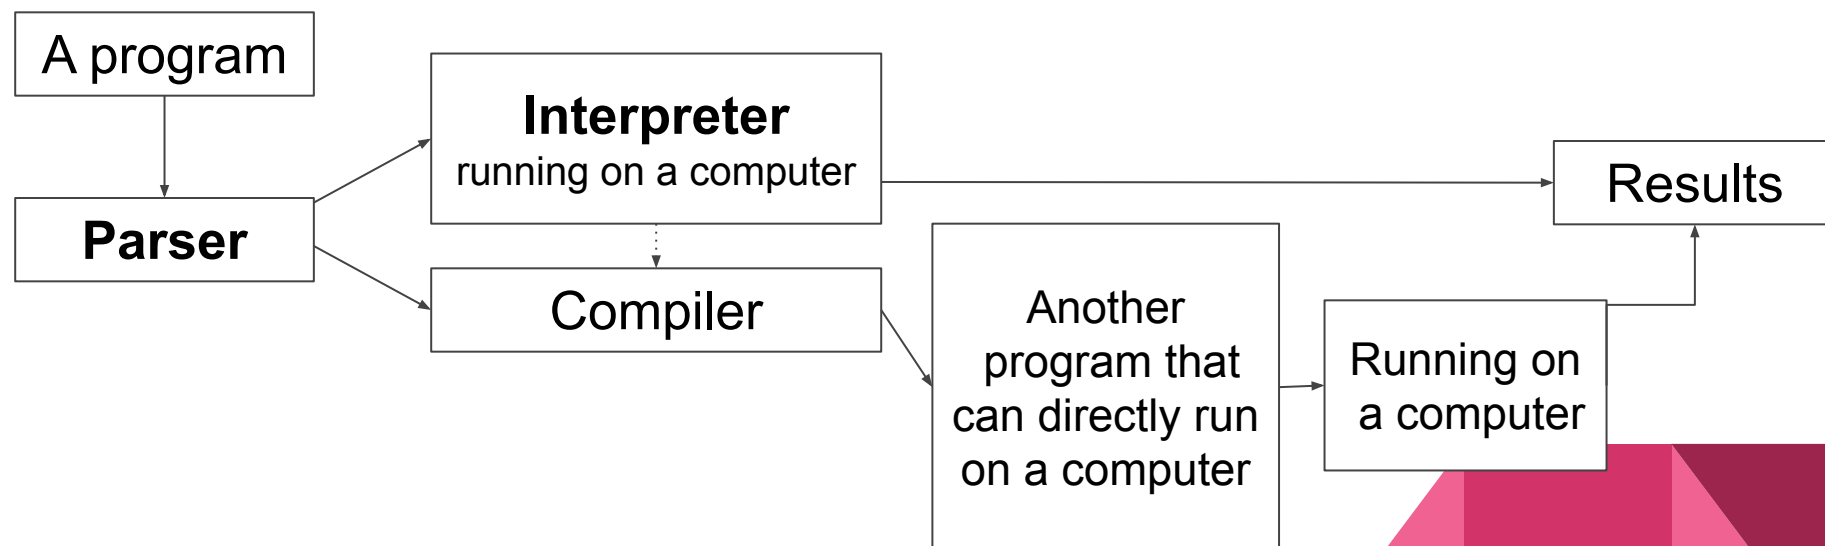 A program
Parser
Interpreter
running on a computer
Compiler
Another
program that
can directly run
on a computer
Running on
a computer
Results